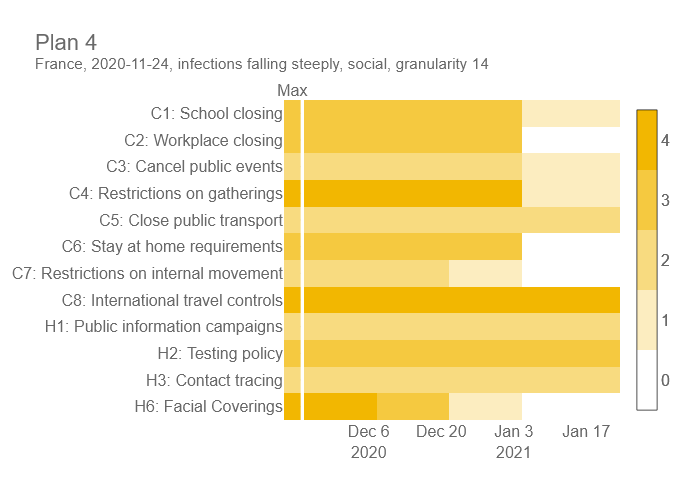 Plan 4
France, 2020-11-24, infections falling steeply, social, granularity 14
Max
C1: School closing
C2: Workplace closing
C3: Cancel public events
C4: Restrictions on gatherings
C5: Close public transport
C6: Stay at home requirements
C7: Restrictions on internal movement
C8: International travel controls
H1: Public information campaigns
H2: Testing policy
H3: Contact tracing
H6: Facial Coverings
4
3
2
1
0
Dec 6 Dec 20 Jan 3 Jan 17
2020 2021